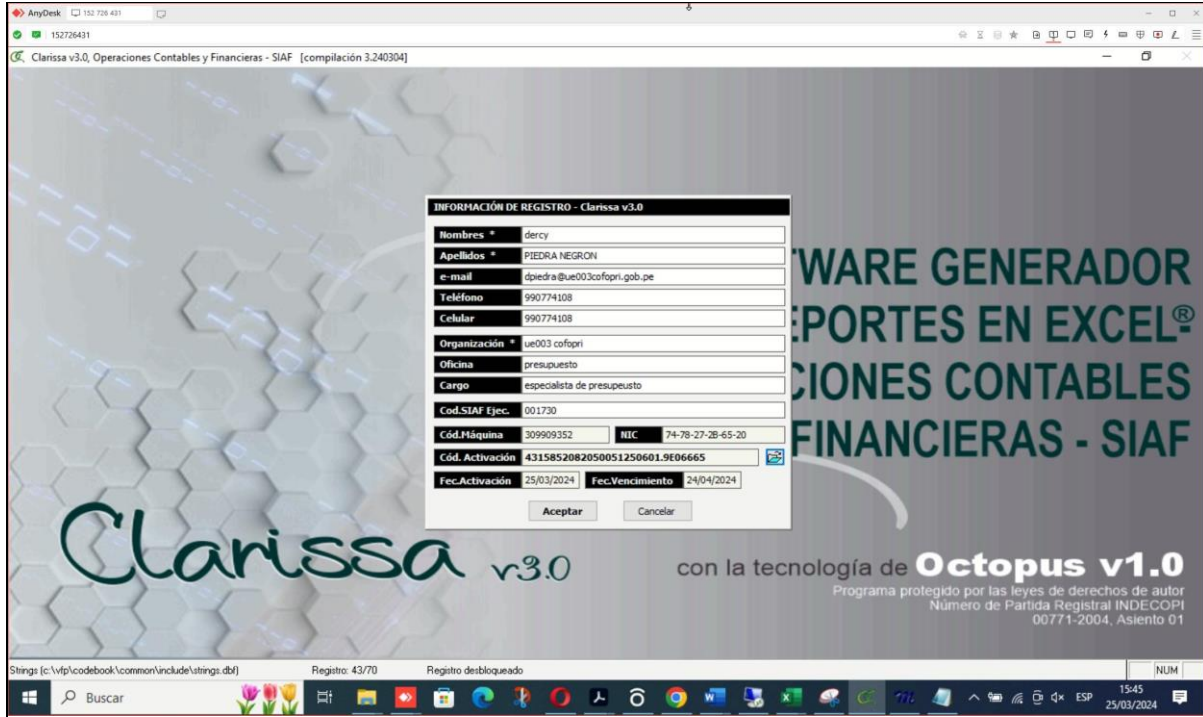 AnyDesk 152 726 431
152726431
Clarissa v3.0, Operaciones Contables y Financieras - SIAF [compilación 3.240304]
INFORMACIÓN DE REGISTRO - Clarissa v3.0
Nombres * dercy
Apellidos * PIEDRA NEGRON
e-mail dpiedra@ue003cofopri.gob.pe
Teléfono 990774108
Celular 990774108
Organización * ue003 cofopri
Oficina presupuesto
Cargo especialista de presupeusto
Cod.SIAF Ejec. 001730
Cód.Máquina 309909352 NIC 74-78-27-2B-65-20
Cód. Activación 4315852082050051250601.9E06665
Fec.Activación 25/03/2024 Fec.Vencimiento 24/04/2024
Aceptar Cancelar
WARE GENERADOR
PORTES EN EXCEL®
CIONES CONTABLES
FINANCIERAS - SIAF
Clarissa v3.0
con la tecnología de Octopus v1.0
Programa protegido por las leyes de derechos de autor
Número de Partida Registral INDECOPI
00771-2004, Asiento 01
Strings (c:\vfp\codebook\common\include\strings.dbf) Registro: 43/70 Registro desbloqueado NUM
Buscar ESP 15:45
25/03/2024